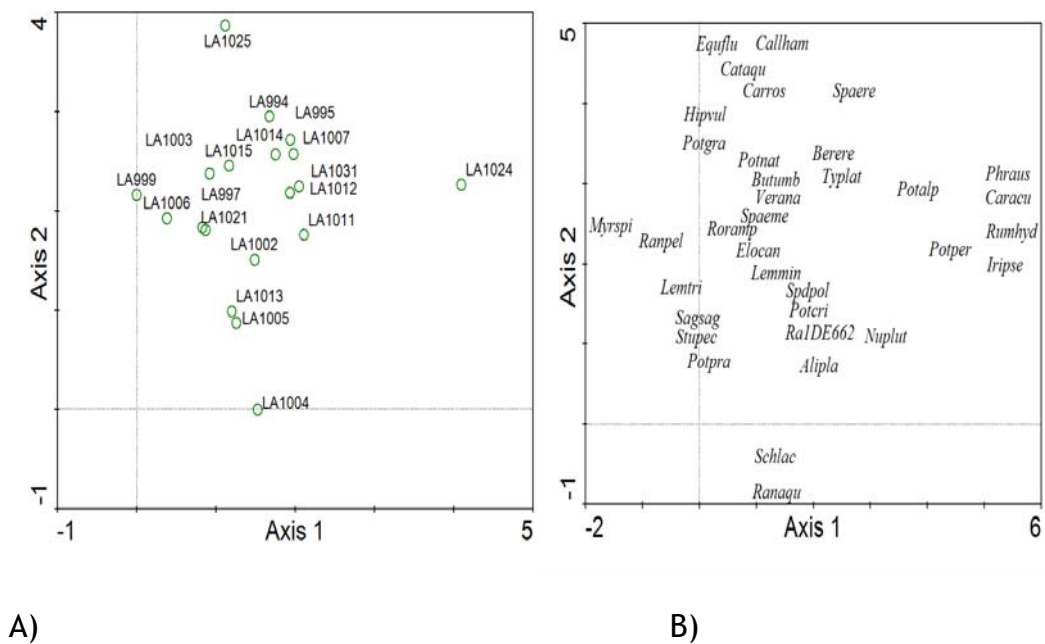 4
LA1025
LA994
LA995
LA1003
LA1014
LA1007
LA1015
LA1031
LA1024
LA999
LA997
LA1012
LA1006
LA1021
LA1011
LA1002
LA1013
LA1005
LA1004
Axis 2
-1
-1
Axis 1
5
5
Equflu
Callham
Cataqu
Carros
Spaere
Hipvul
Potgra
Potnat
Berere
Butumb
Typlat
Phraus
Verana
Potalp
Caracu
Spaeme
Myrspi
Roramp
Rumhyd
Ranpel
Elocan
Potper
Iripse
Lemmin
Lemtri
Spdpol
Potcri
Sagsag
Stupec
Ra1DE662
Nuplut
Potpra
Alipla
Schlac
Ranaqu
Axis 2
-1
-2
Axis 1
6
A)
B)